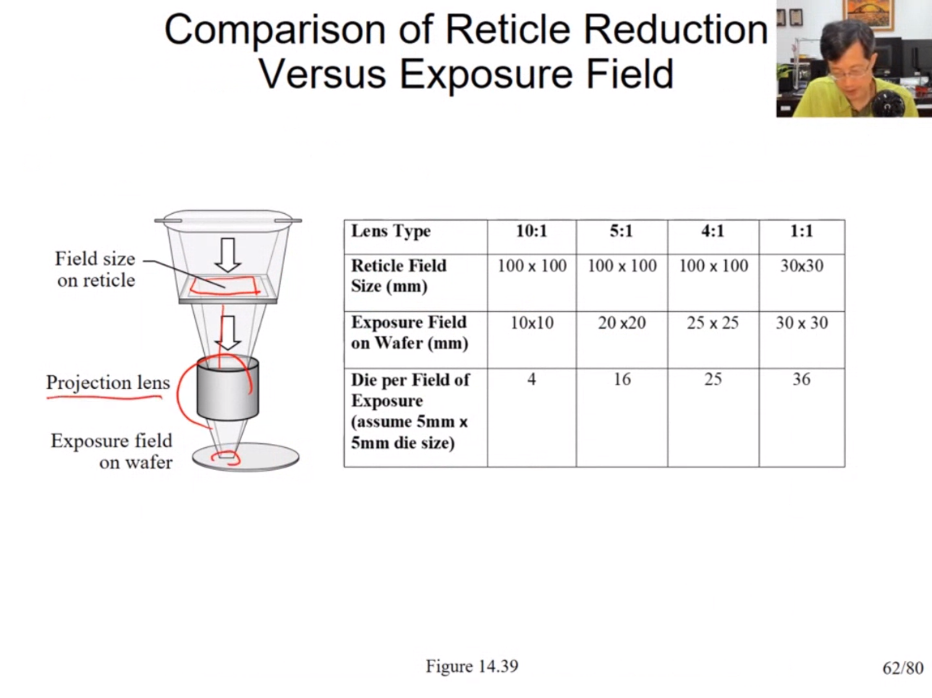 Comparison of Reticle Reduction
Versus Exposure Field
Field size
on reticle
Projection lens
Exposure field
on wafer
Lens Type 10:1 5:1 4:1 1:1
Reticle Field 100 x 100 100 x 100 100 x 100 30x30
Size (mm)
Exposure Field 10x10 20 x20 25 x 25 30 x 30
on Wafer (mm)
Die per Field of 4 16 25 36
Exposure
(assume 5mm x
5mm die size)
Figure 14.39
62/80